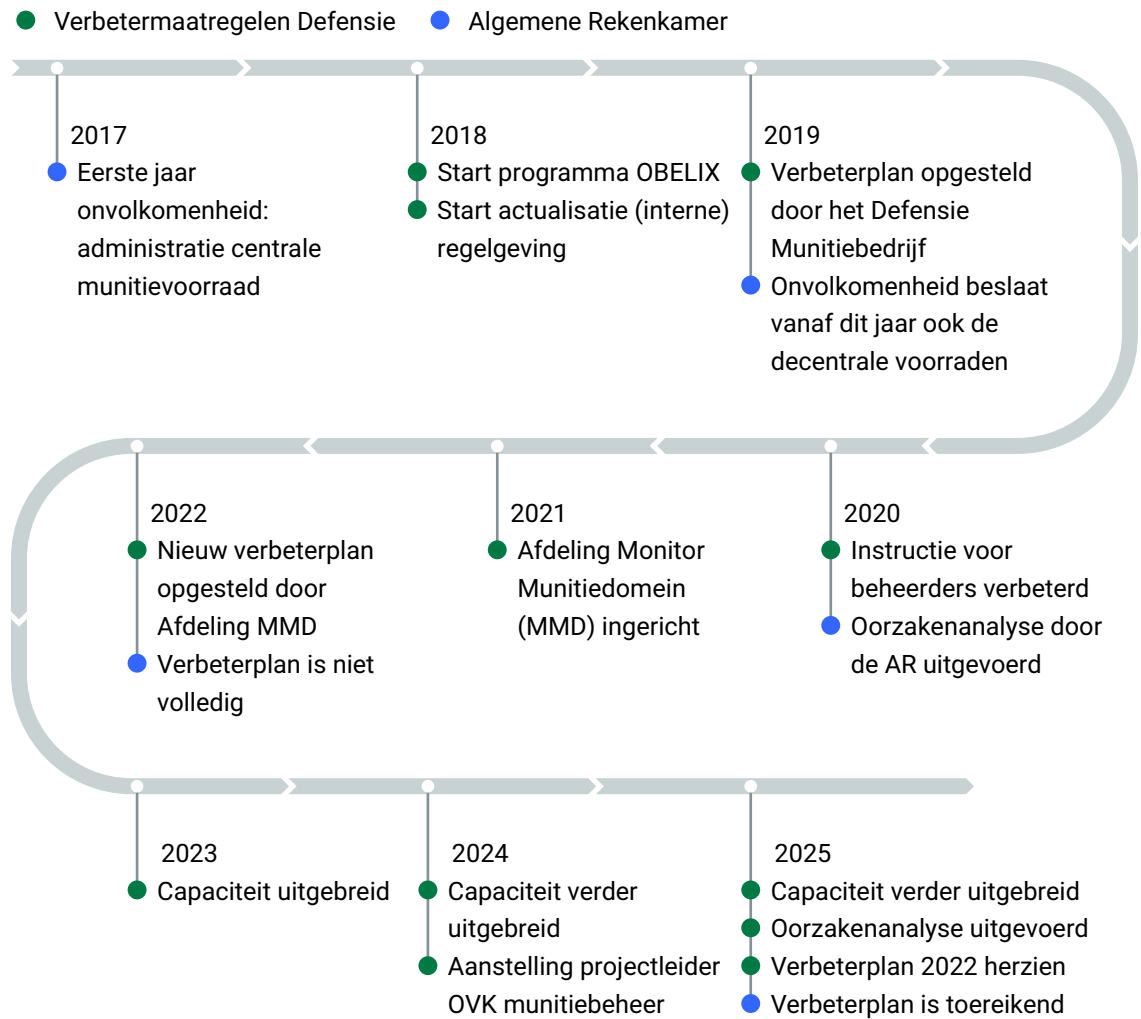 Verbetermaatregelen Defensie
Algemene Rekenkamer
2017
Eerste jaar
onvolkomenheid:
administratie centrale
munitievoorraad
2018
Start programma OBELIX
Start actualisatie (interne)
regelgeving
2019
Verbeterplan opgesteld
door het Defensie
Munitiebedrijf
Onvolkomenheid beslaat
vanaf dit jaar ook de
decentrale voorraden
2020
Instructie voor
beheerders verbeterd
Oorzakenanalyse door
de AR uitgevoerd
2021
Afdeling Monitor
Munitiedomein
(MMD) ingericht
2022
Nieuw verbeterplan
opgesteld door
Afdeling MMD
Verbeterplan is niet
volledig
2023
Capaciteit uitgebreid
2024
Capaciteit verder
uitgebreid
Aanstelling projectleider
OVK munitiebeheer
2025
Capaciteit verder uitgebreid
Oorzakenanalyse uitgevoerd
Verbeterplan 2022 herzien
Verbeterplan is toereikend